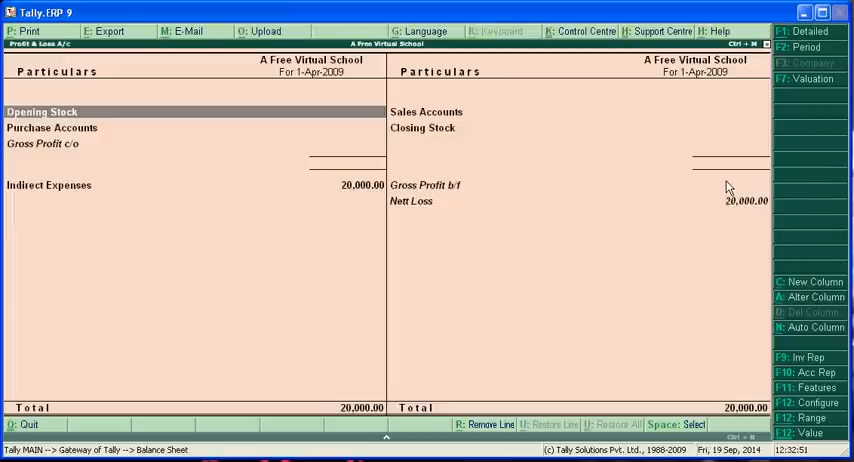 Tally.ERP 9
P: Print E: Export M: E-Mail O: Upload G: Language K: Keyboard K: Control Centre H: Support Centre H: Help
Profit & Loss A/c A Free Virtual School Ctrl + M
Particulars A Free Virtual School For 1-Apr-2009 Particulars A Free Virtual School For 1-Apr-2009
Opening Stock Sales Accounts
Purchase Accounts Closing Stock
Gross Profit c/o
Indirect Expenses 20,000.00 Gross Profit b/f
Nett Loss 20,000.00
Total 20,000.00 Total 20,000.00
F1: Detailed
F2: Period
F3: Company
F7: Valuation
C: New Column
A: Alter Column
D: Del Column
N: Auto Column
F9: Inv Rep
F10: Acc Rep
F11: Features
F12: Configure
F12: Range
F12: Value
Q: Quit R: Remove Line U: Restore Line U: Restore All Space: Select
Ctrl + N
Tally MAIN --> Gateway of Tally --> Balance Sheet (c) Tally Solutions Pvt. Ltd., 1988-2009 Fri, 19 Sep, 2014 12:32:51